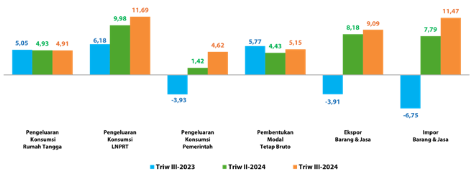 5,05 4,93 4,91
6,18 9,98 11,69
-3,93 1,42 4,62
5,77 4,43 5,15
-3,91 8,18 9,09
-6,75 7,79 11,47
Pengeluaran
Konsumsi
Rumah Tangga
Pengeluaran
Konsumsi
LNPRT
Pengeluaran
Konsumsi
Pemerintah
Pembentukan
Modal
Tetap Bruto
Ekspor
Barang & Jasa
Impor
Barang & Jasa
Triw III-2023 Triw II-2024 Triw III-2024